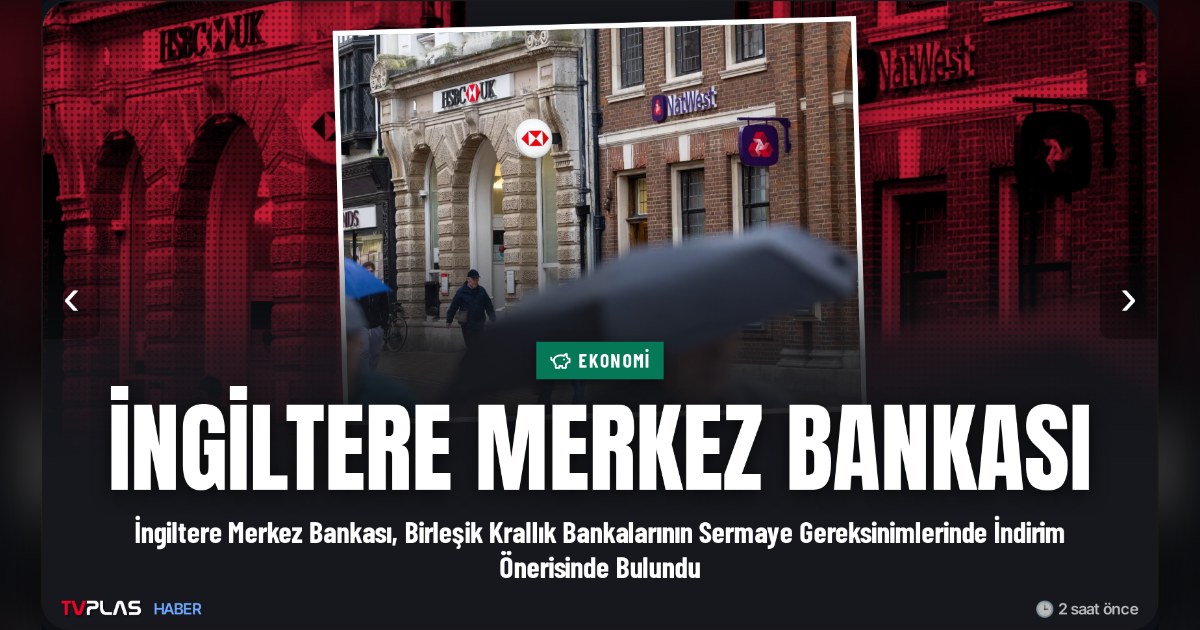 HSBC UK
HSBC UK
NatWest
NatWest
NDS
EKONOMİ
İNGİLTERE MERKEZ BANKASI
İngiltere Merkez Bankası, Birleşik Krallık Bankalarının Sermaye Gereksinimlerinde İndirim
Önerisinde Bulundu
TVPLAS HABER
2 saat önce